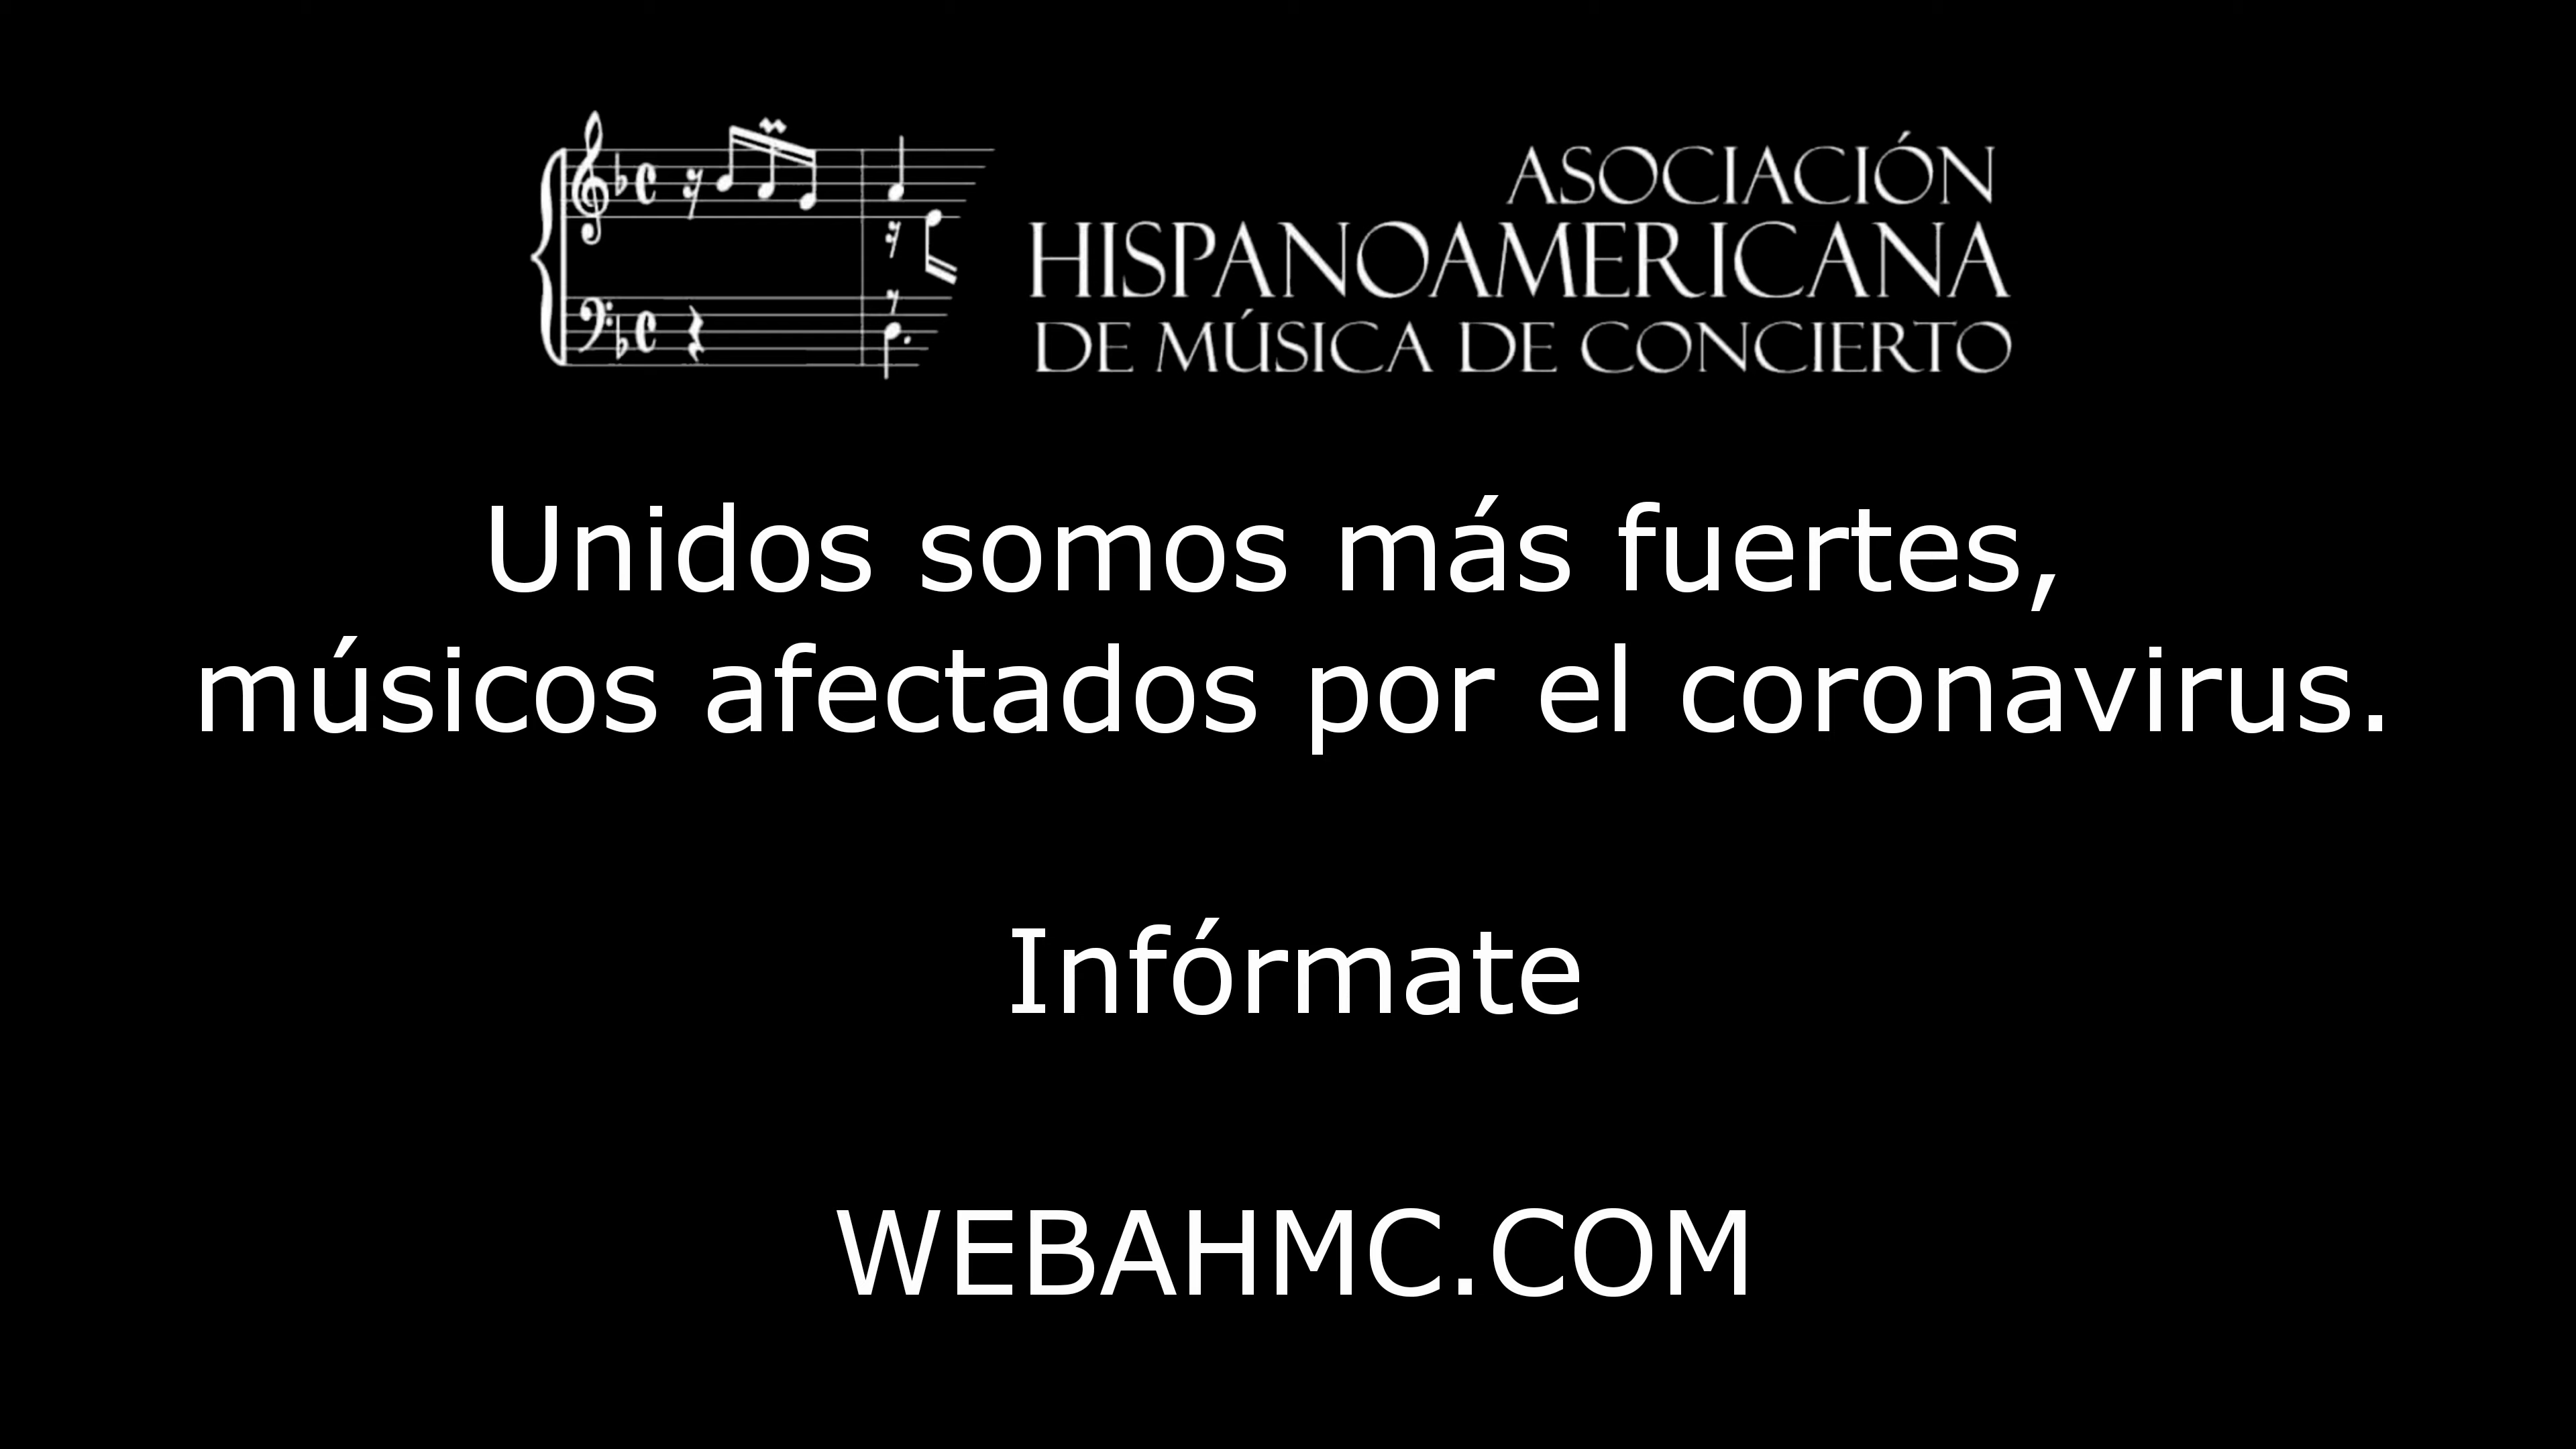 ASOCIACIÓN
HISPANOAMERICANA
DE MÚSICA DE CONCIERTO
Unidos somos más fuertes,
músicos afectados por el coronavirus.
Infórmate
WEBAHMC.COM